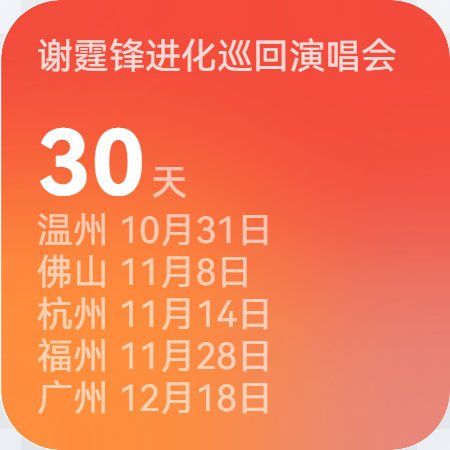 谢霆锋进化巡回演唱会
30天
温州 10月31日
佛山 11月8日
杭州 11月14日
福州 11月28日
广州 12月18日